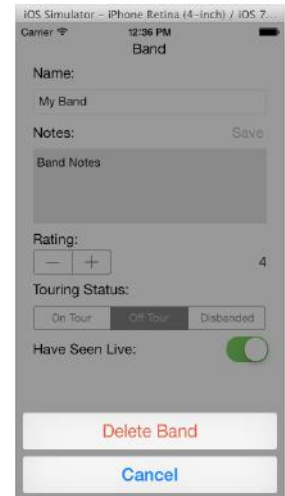 iOS Simulator – iPhone Retina (4-inch) / iOS 7...
Carrier 12:36 PM
Band
Name:
My Band
Notes: Save
Band Notes
Rating:
4
Touring Status:
On Tour Off Tour Disbanded
Have Seen Live:
Delete Band
Cancel